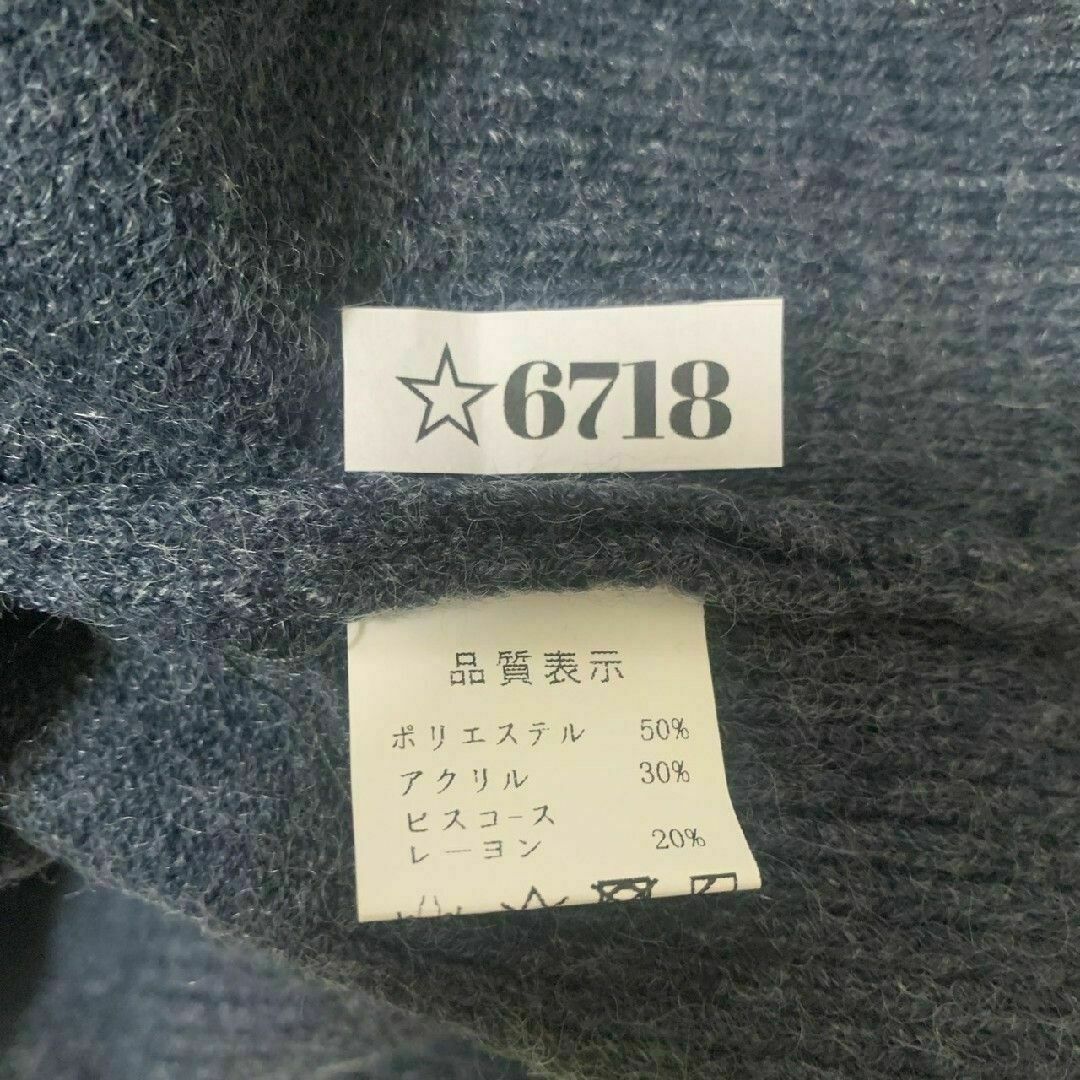 ☆6718
品質表示
ポリエステル 50%
アクリル 30%
ビスコース
レーヨン 20%